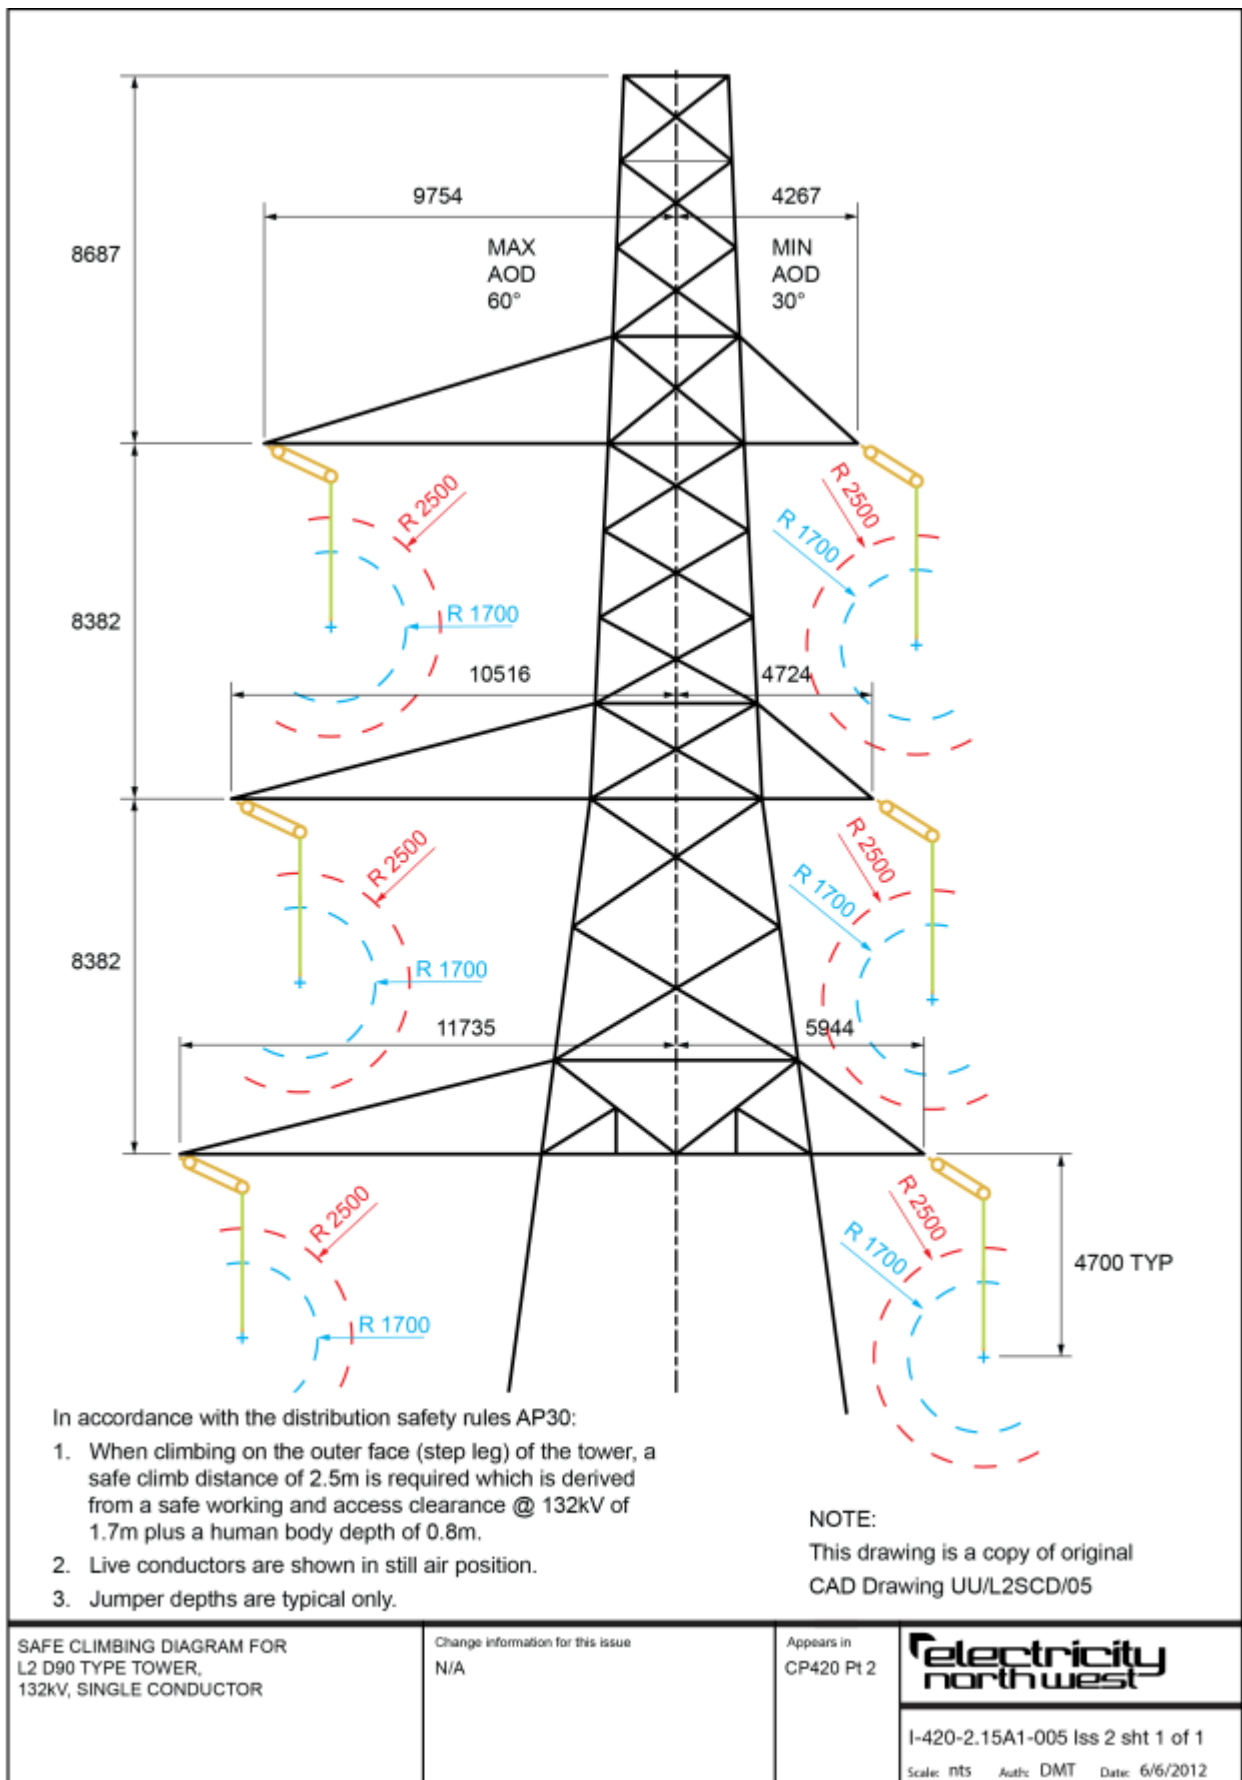 9754
4267
8687
MAX
AOD
60°
MIN
AOD
30°
R 2500
R 1700
R 2500
R 1700
8382
10516
4724
R 2500
R 1700
R 2500
R 1700
8382
11735
5944
R 2500
R 1700
R 2500
R 1700
4700 TYP
In accordance with the distribution safety rules AP30:
1. When climbing on the outer face (step leg) of the tower, a
safe climb distance of 2.5m is required which is derived
from a safe working and access clearance @ 132kV of
1.7m plus a human body depth of 0.8m.
2. Live conductors are shown in still air position.
3. Jumper depths are typical only.
NOTE:
This drawing is a copy of original
CAD Drawing UU/L2SCD/05
SAFE CLIMBING DIAGRAM FOR
L2 D90 TYPE TOWER,
132kV, SINGLE CONDUCTOR
Change information for this issue
N/A
Appears in
CP420 Pt 2
electricity
northwest
I-420-2.15A1-005 Iss 2 sht 1 of 1
Scale: nts Auth: DMT Date: 6/6/2012